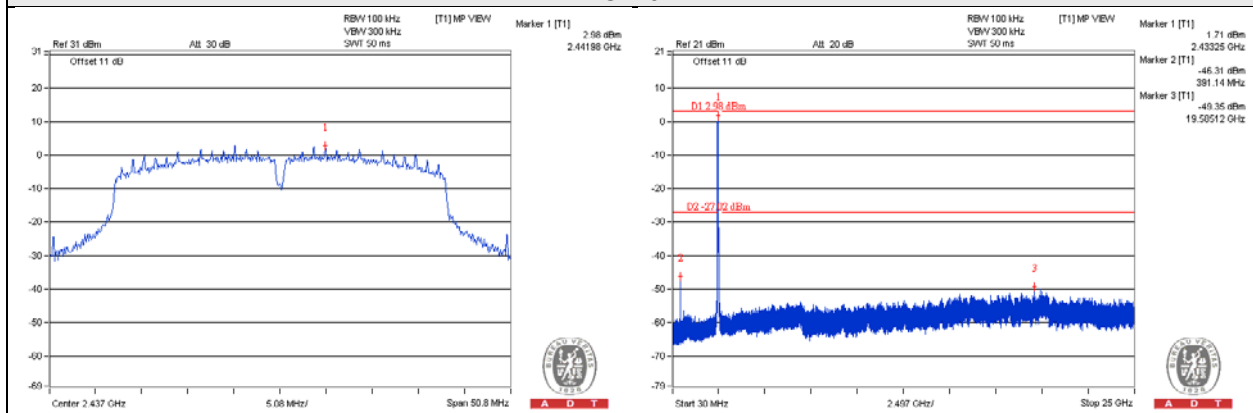 RBW 100 kHz
VBW 300 kHz
SWT 50 ms
[T1] MP VIEW
Ref 31 dBm
Att 30 dB
Marker 1 [T1]
2.98 dBm
2.44198 GHz
Offset 11 dB
31
20
10
0
-10
-20
-30
-40
-50
-60
-69
1
Center 2.437 GHz
5.08 MHz/
Span 50.8 MHz
BUREAU VERITAS
1828
A D T
RBW 100 kHz
VBW 300 kHz
SWT 50 ms
[T1] MP VIEW
Ref 21 dBm
Att 20 dB
Marker 1 [T1]
1.71 dBm
2.43325 GHz
Marker 2 [T1]
-46.31 dBm
391.14 MHz
Marker 3 [T1]
-49.35 dBm
19.50512 GHz
Offset 11 dB
21
10
0
-10
-20
-30
-40
-50
-60
-70
-79
1
D1 2.98 dBm
D2 -27.02 dBm
2
3
Start 30 MHz
2.497 GHz/
Stop 25 GHz
BUREAU VERITAS
1828
A D T